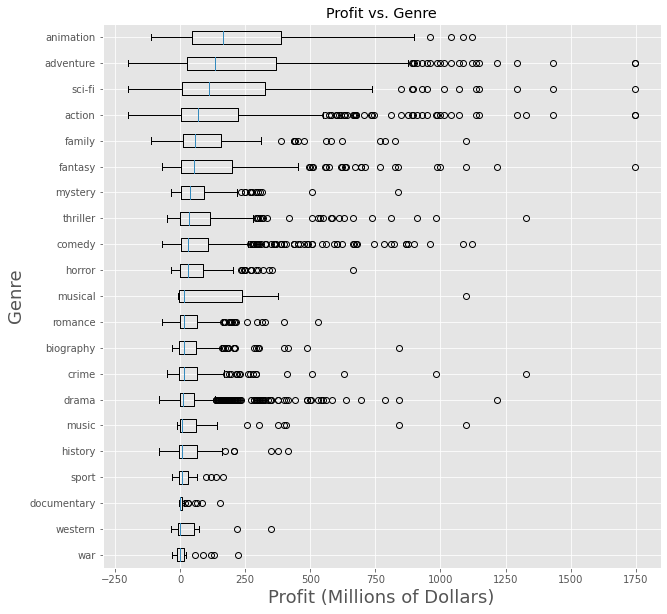 Profit vs. Genre
Genre
animation
adventure
sci-fi
action
family
fantasy
mystery
thriller
comedy
horror
musical
romance
biography
crime
drama
music
history
sport
documentary
western
war
−250 0 250 500 750 1000 1250 1500 1750
Profit (Millions of Dollars)